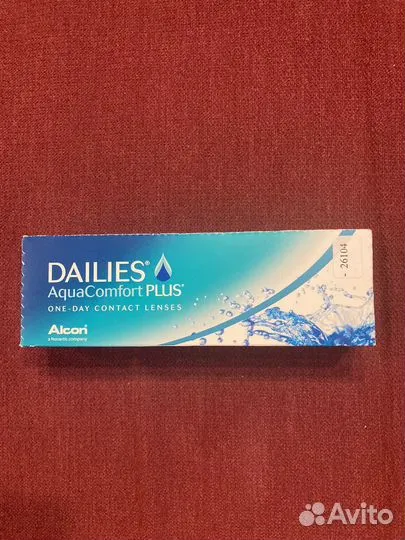 DAILIES®
AquaComfort PLUS®
ONE-DAY CONTACT LENSES
Alcon
a Novartis company
- 26104
Avito